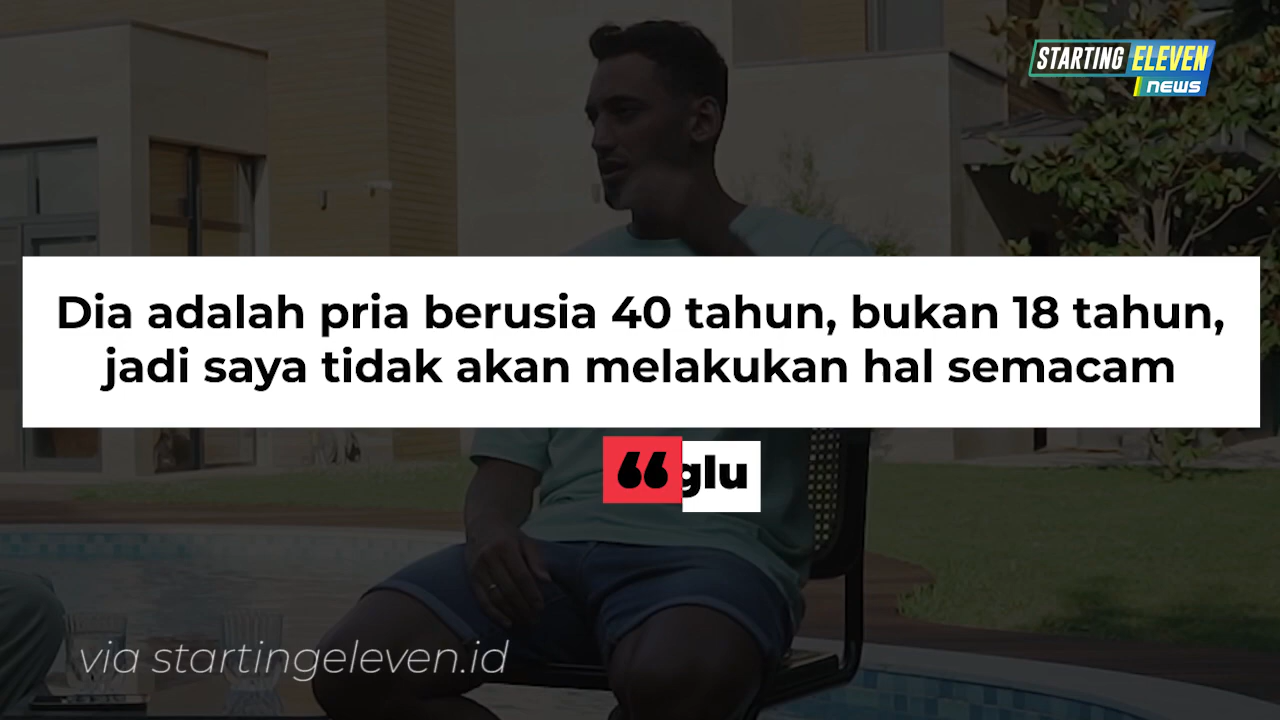 STARTING ELEVEN
news
Dia adalah pria berusia 40 tahun, bukan 18 tahun,
jadi saya tidak akan melakukan hal semacam
“glu
via startingeleven.id